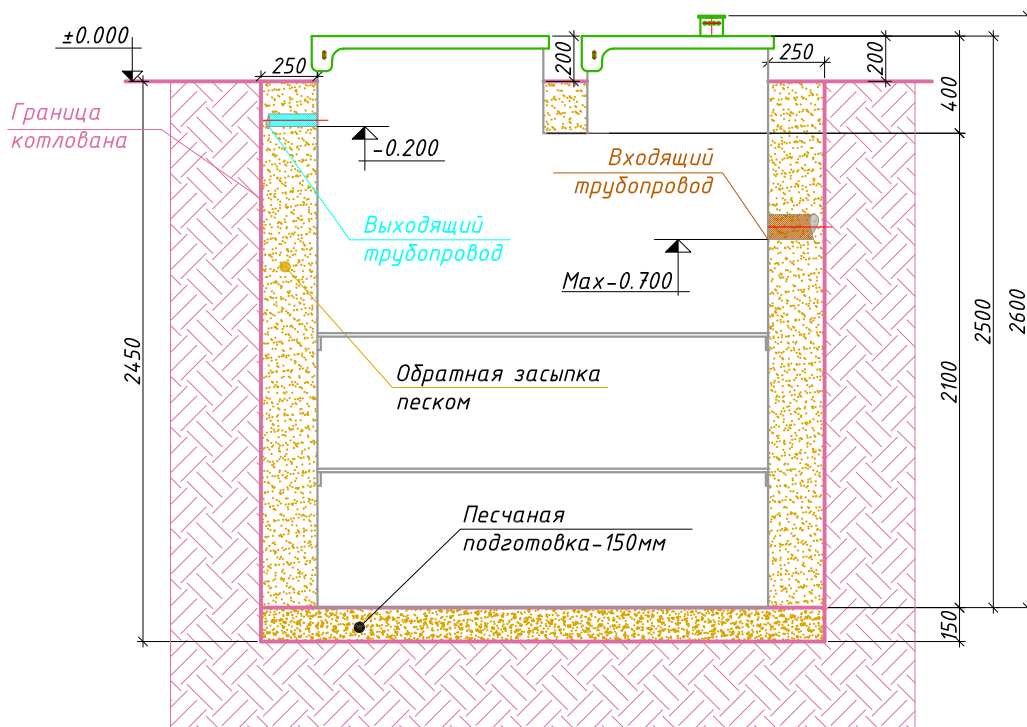 ±0.000
250
200
250
200
400
Граница
котлована
-0.200
Входящий
трубопровод
Выходящий
трубопровод
Max-0.700
2500
2600
2450
2100
Обратная засыпка
песком
Песчаная
подготовка-150мм
150